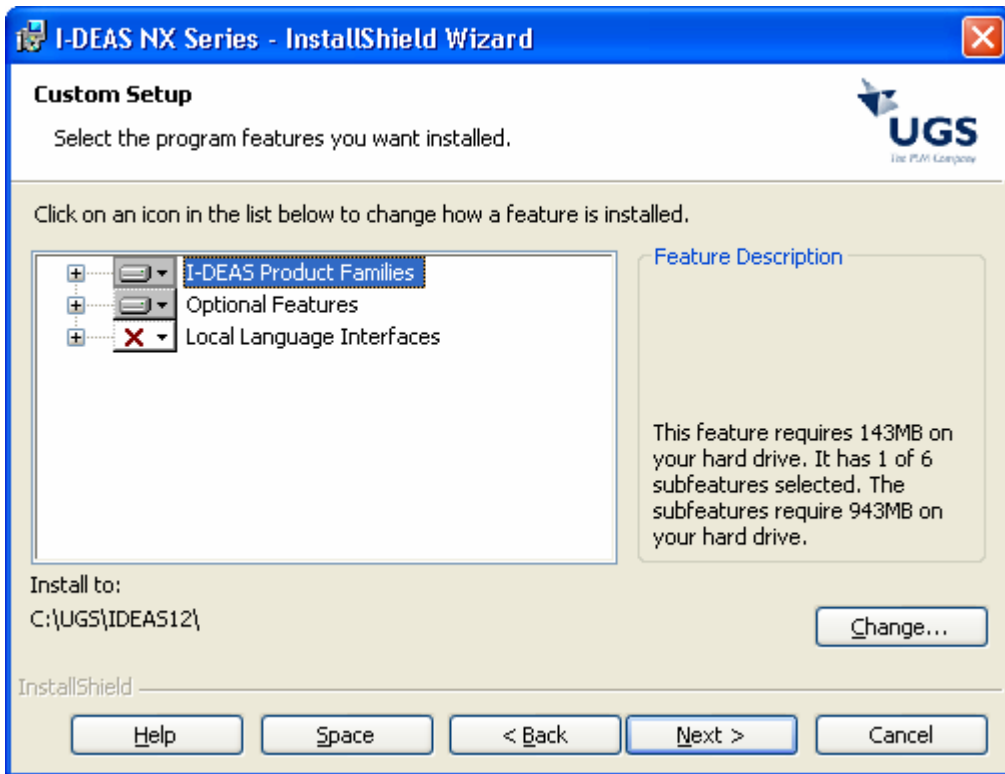 I-DEAS NX Series - InstallShield Wizard
Custom Setup
Select the program features you want installed.
UGS
The PLM Company
Click on an icon in the list below to change how a feature is installed.
I-DEAS Product Families
Optional Features
Local Language Interfaces
Feature Description
This feature requires 143MB on
your hard drive. It has 1 of 6
subfeatures selected. The
subfeatures require 943MB on
your hard drive.
Install to:
C:\UGS\IDEAS12\
Change...
InstallShield
Help
Space
< Back
Next >
Cancel